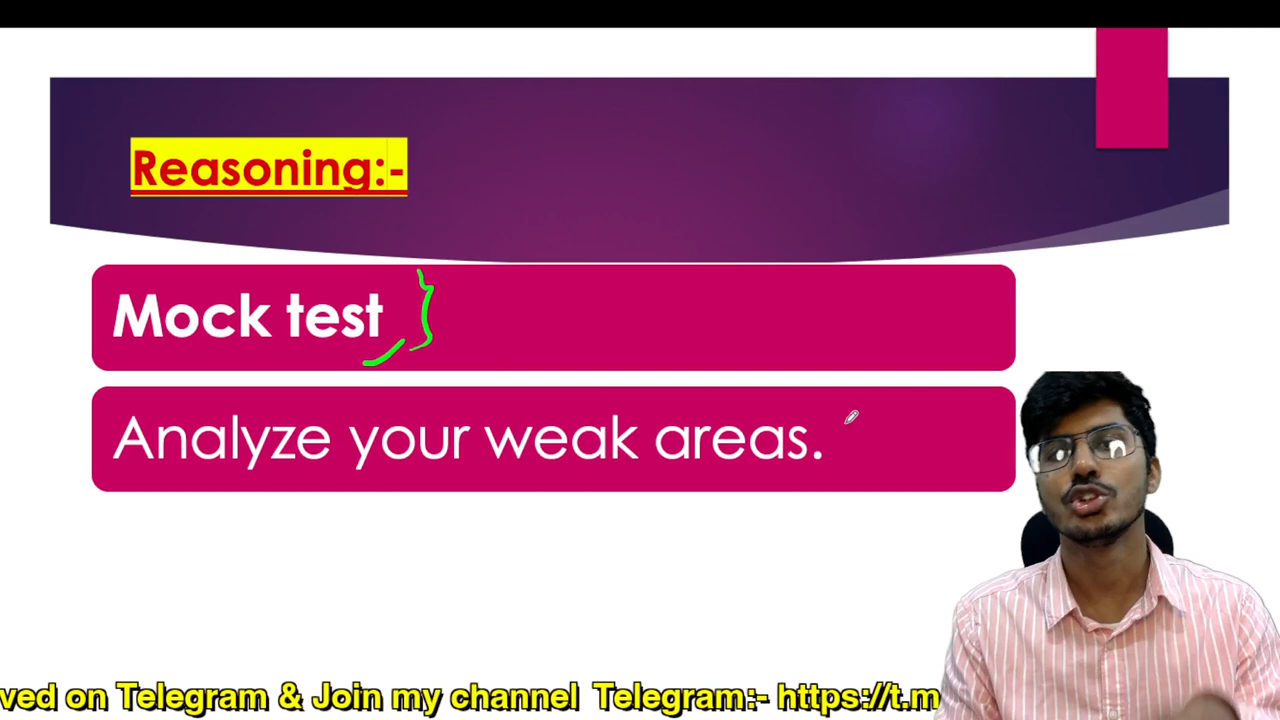 Reasoning:-
Mock test
Analyze your weak areas.
ved on Telegram & Join my channel Telegram:- https://t.m